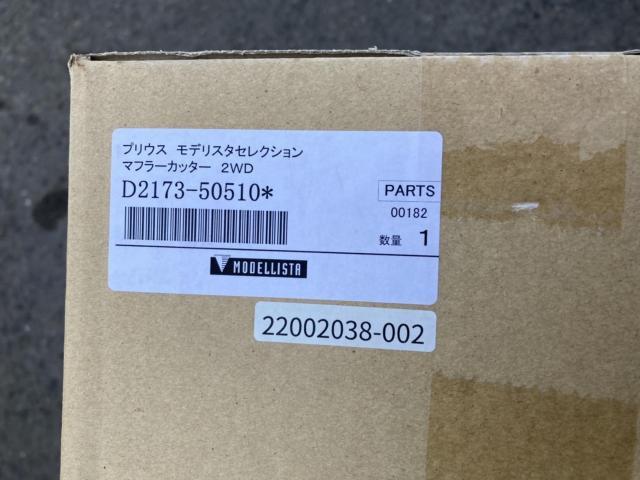 プリウス モデリスタセレクション
マフラーカッター 2WD
D2173-50510*
PARTS
00182
数量 1
MODELLISTA
22002038-002